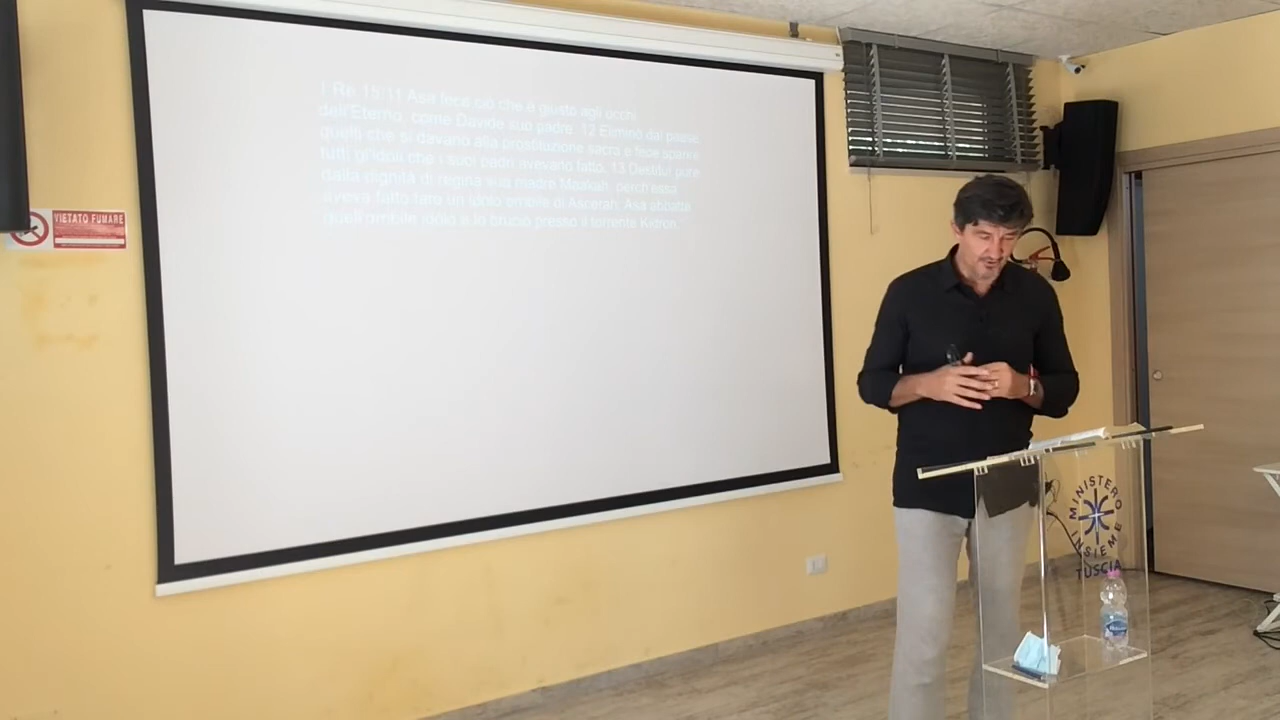 I Re 15:11 Asa fece ciò che è giusto agli occhi
dell'Eterno, come Davide suo padre. 12 Eliminò dal paese
quelli che si davano alla prostituzione sacra e fece sparire
tutti gl'idoli che i suoi padri avevano fatto. 13 Destituì pure
dalla dignità di regina sua madre Maakah, perch'essa
aveva fatto fare un idolo orribile di Ascerah; Asa abbatté
quell'orribile idolo e lo bruciò presso il torrente Kidron.
VIETATO FUMARE
MINISTERO
INSIEME
TUSCIA